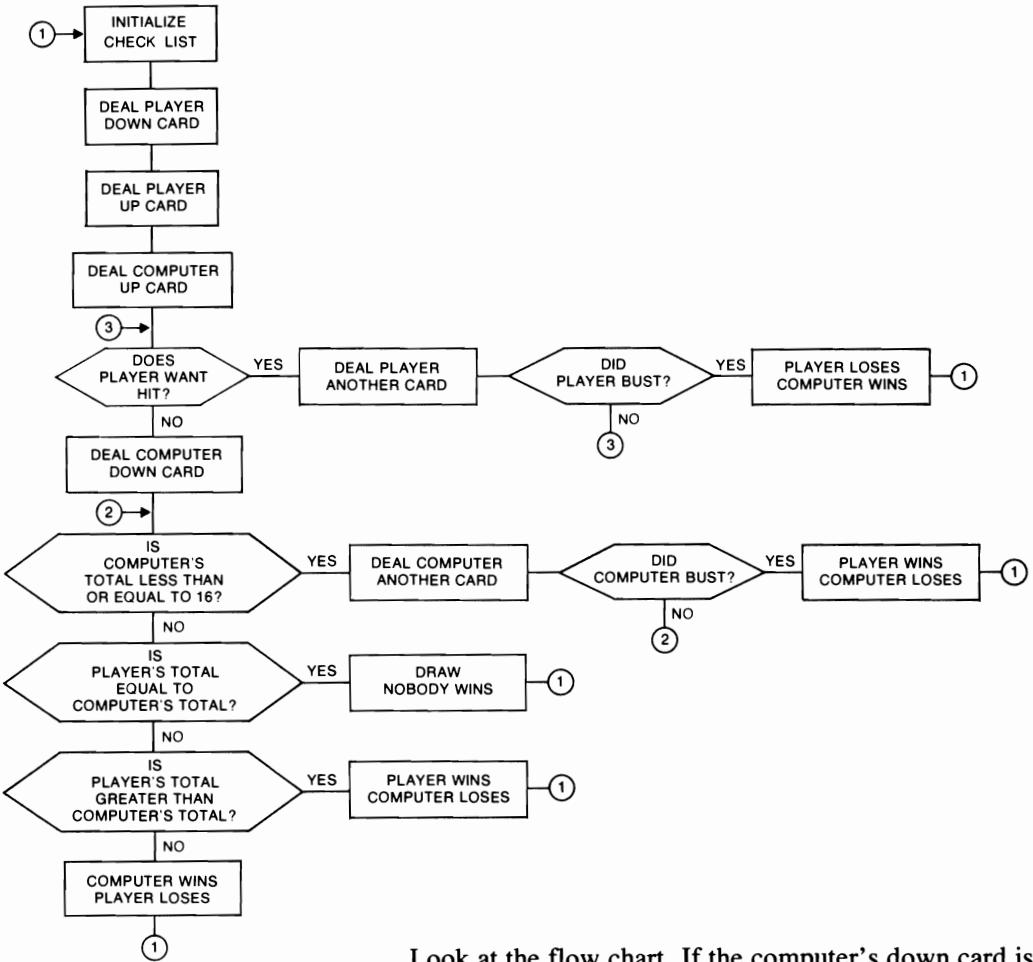 1
INITIALIZE
CHECK LIST
DEAL PLAYER
DOWN CARD
DEAL PLAYER
UP CARD
DEAL COMPUTER
UP CARD
3
DOES
PLAYER WANT
HIT?
YES
DEAL PLAYER
ANOTHER CARD
DID
PLAYER BUST?
YES
PLAYER LOSES
COMPUTER WINS
1
NO
3
NO
DEAL COMPUTER
DOWN CARD
2
IS
COMPUTER'S
TOTAL LESS THAN
OR EQUAL TO 16?
YES
DEAL COMPUTER
ANOTHER CARD
DID
COMPUTER BUST?
YES
PLAYER WINS
COMPUTER LOSES
1
NO
2
NO
IS
PLAYER'S TOTAL
EQUAL TO
COMPUTER'S TOTAL?
YES
DRAW
NOBODY WINS
1
NO
IS
PLAYER'S TOTAL
GREATER THAN
COMPUTER'S TOTAL?
YES
PLAYER WINS
COMPUTER LOSES
1
NO
COMPUTER WINS
PLAYER LOSES
1
Look at the flow chart. If the computer's down card is